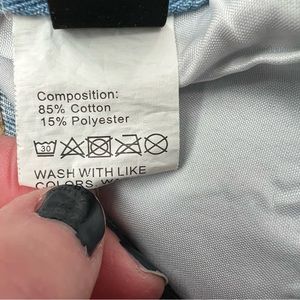 Composition:
85% Cotton
15% Polyester
30
WASH WITH LIKE
COLORS,